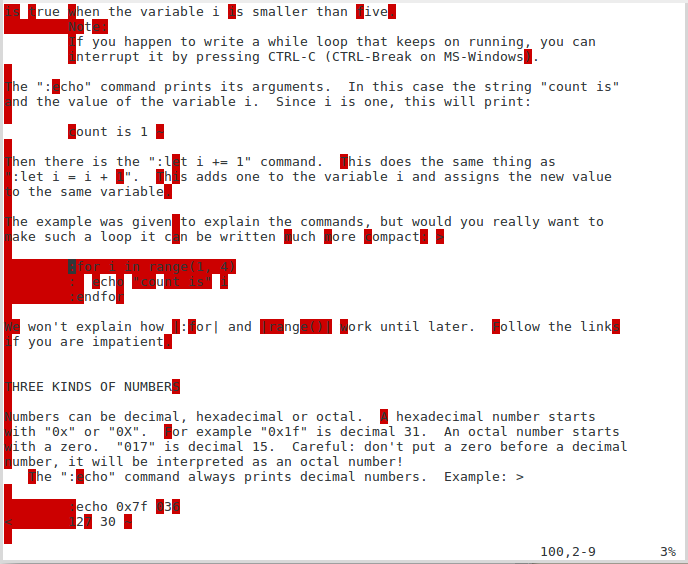 is true when the variable i is smaller than five.
Note:
If you happen to write a while loop that keeps on running, you can
interrupt it by pressing CTRL-C (CTRL-Break on MS-Windows).
The ":echo" command prints its arguments.  In this case the string "count is"
and the value of the variable i.  Since i is one, this will print:
count is 1 ~
Then there is the ":let i += 1" command.  This does the same thing as
":let i = i + 1".  This adds one to the variable i and assigns the new value
to the same variable.
The example was given to explain the commands, but would you really want to
make such a loop it can be written much more compact: >
:for i in range(1, 4)
:  echo "count is" i
:endfor
We won't explain how |:for| and |range()| work until later.  Follow the links
if you are impatient.
THREE KINDS OF NUMBERS
Numbers can be decimal, hexadecimal or octal.  A hexadecimal number starts
with "0x" or "0X".  For example "0x1f" is decimal 31.  An octal number starts
with a zero.  "017" is decimal 15.  Careful: don't put a zero before a decimal
number, it will be interpreted as an octal number!
The ":echo" command always prints decimal numbers.  Example: >
:echo 0x7f 036
<       127 30 ~
100,2-9        3%